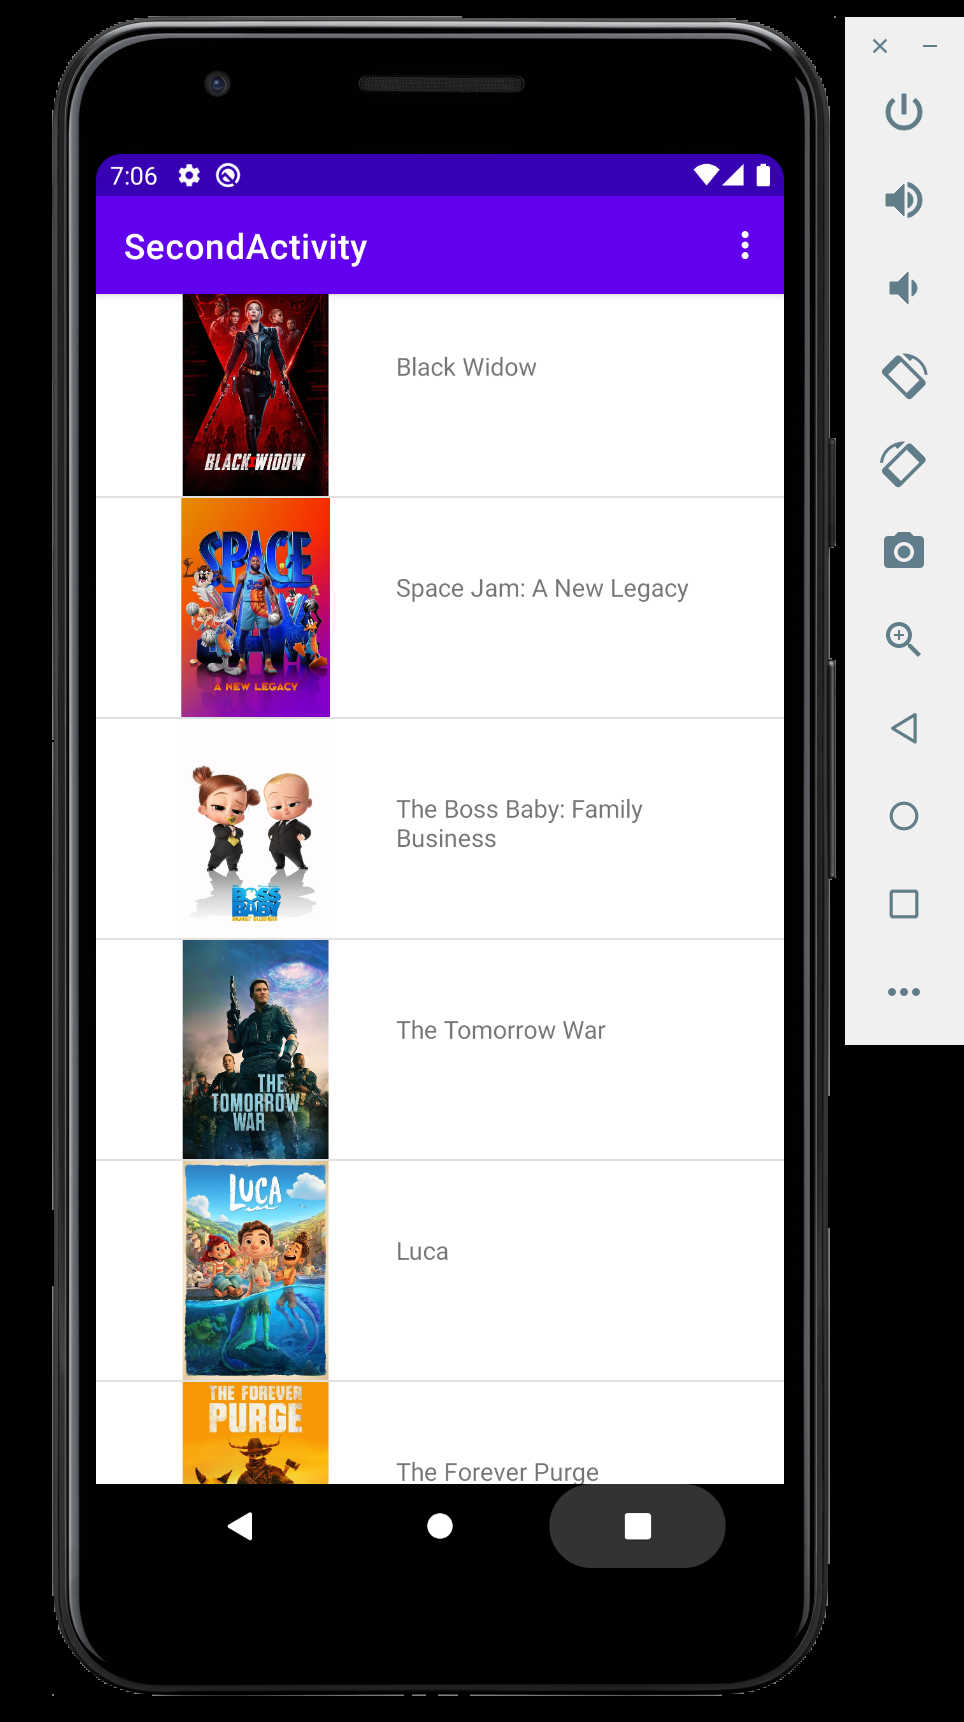 7:06
SecondActivity
BLACK WIDOW
Black Widow
SPACE
JAM
A NEW LEGACY
Space Jam: A New Legacy
BOSS
BABY
The Boss Baby: Family
Business
THE
TOMORROW
WAR
The Tomorrow War
LUCA
Luca
THE FOREVER
PURGE
The Forever Purge